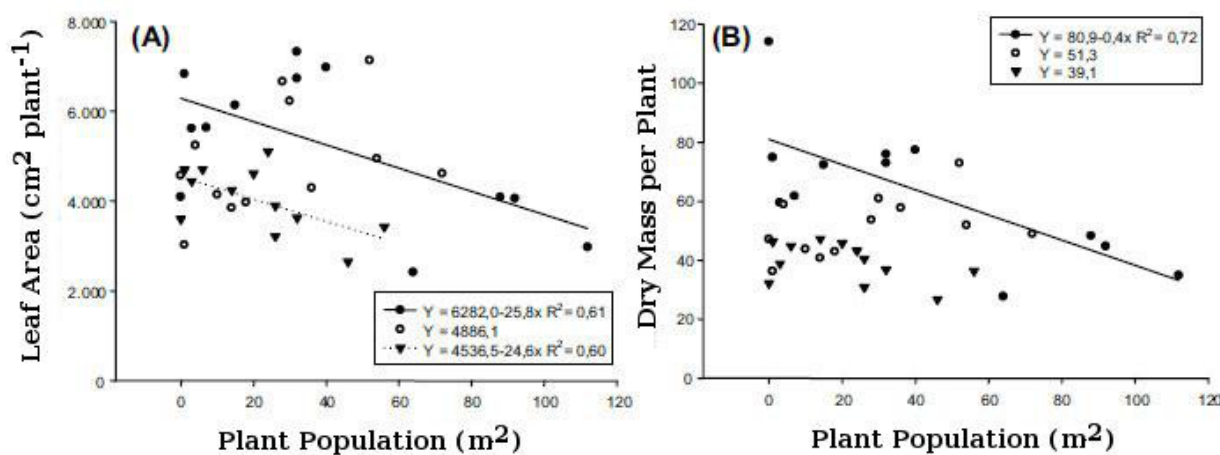 (A)
8.000
6.000
4.000
2.000
0
Leaf Area (cm2 plant-1)
Y = 6282,0-25,8x R2 = 0,61
Y = 4886,1
Y = 4536,5-24,6x R2 = 0,60
0 20 40 60 80 100 120
Plant Population (m2)
(B)
120
100
80
60
40
20
0
Dry Mass per Plant
Y = 80,9-0,4x R2 = 0,72
Y = 51,3
Y = 39,1
0 20 40 60 80 100 120
Plant Population (m2)